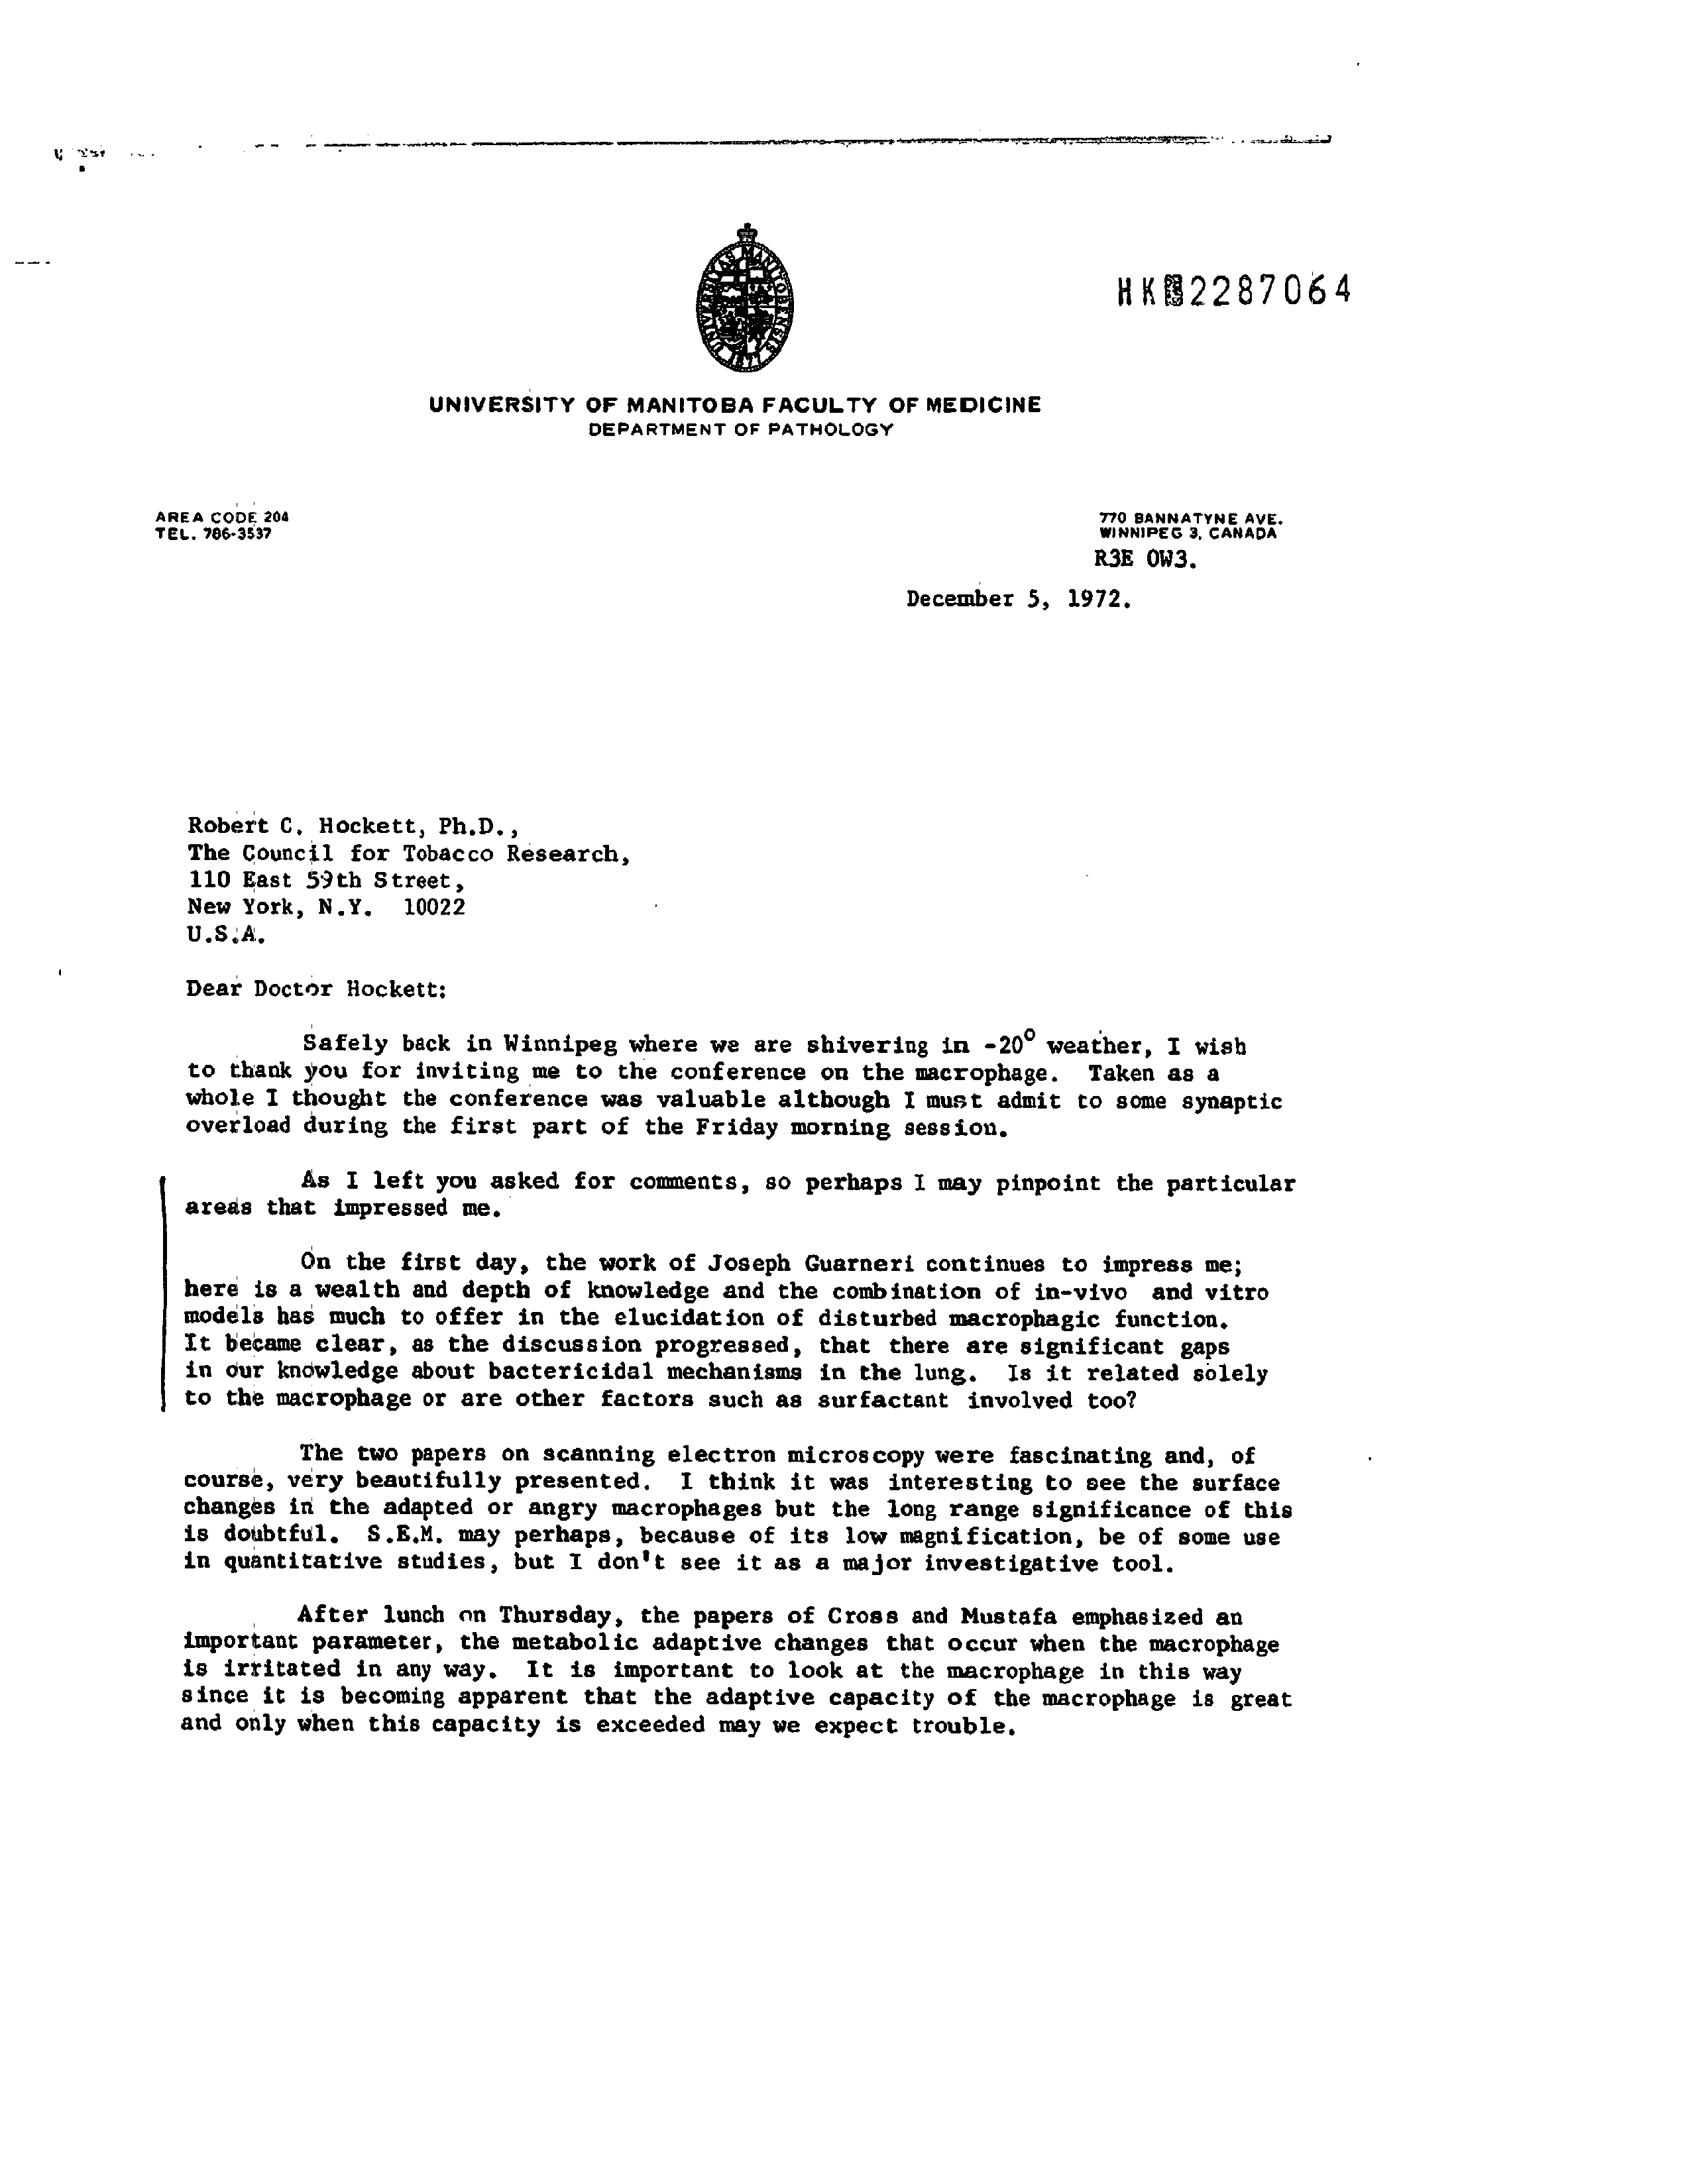 HK 2287064
UNIVERSITAS MANITOBENSIS
1877
UNIVERSITY OF MANITOBA FACULTY OF MEDICINE
DEPARTMENT OF PATHOLOGY
AREA CODE 204
TEL. 786-3537
770 BANNATYNE AVE.
WINNIPEG 3, CANADA
R3E 0W3.
December 5, 1972.
Robert C. Hockett, Ph.D.,
The Council for Tobacco Research,
110 East 59th Street,
New York, N.Y. 10022
U.S.A.
Dear Doctor Hockett:
Safely back in Winnipeg where we are shivering in -20° weather, I wish
to thank you for inviting me to the conference on the macrophage. Taken as a
whole I thought the conference was valuable although I must admit to some synaptic
overload during the first part of the Friday morning session.
As I left you asked for comments, so perhaps I may pinpoint the particular
areas that impressed me.
On the first day, the work of Joseph Guarneri continues to impress me;
here is a wealth and depth of knowledge and the combination of in-vivo and vitro
models has much to offer in the elucidation of disturbed macrophagic function.
It became clear, as the discussion progressed, that there are significant gaps
in our knowledge about bactericidal mechanisms in the lung. Is it related solely
to the macrophage or are other factors such as surfactant involved too?
The two papers on scanning electron microscopy were fascinating and, of
course, very beautifully presented. I think it was interesting to see the surface
changes in the adapted or angry macrophages but the long range significance of this
is doubtful. S.E.M. may perhaps, because of its low magnification, be of some use
in quantitative studies, but I don't see it as a major investigative tool.
After lunch on Thursday, the papers of Cross and Mustafa emphasized an
important parameter, the metabolic adaptive changes that occur when the macrophage
is irritated in any way. It is important to look at the macrophage in this way
since it is becoming apparent that the adaptive capacity of the macrophage is great
and only when this capacity is exceeded may we expect trouble.